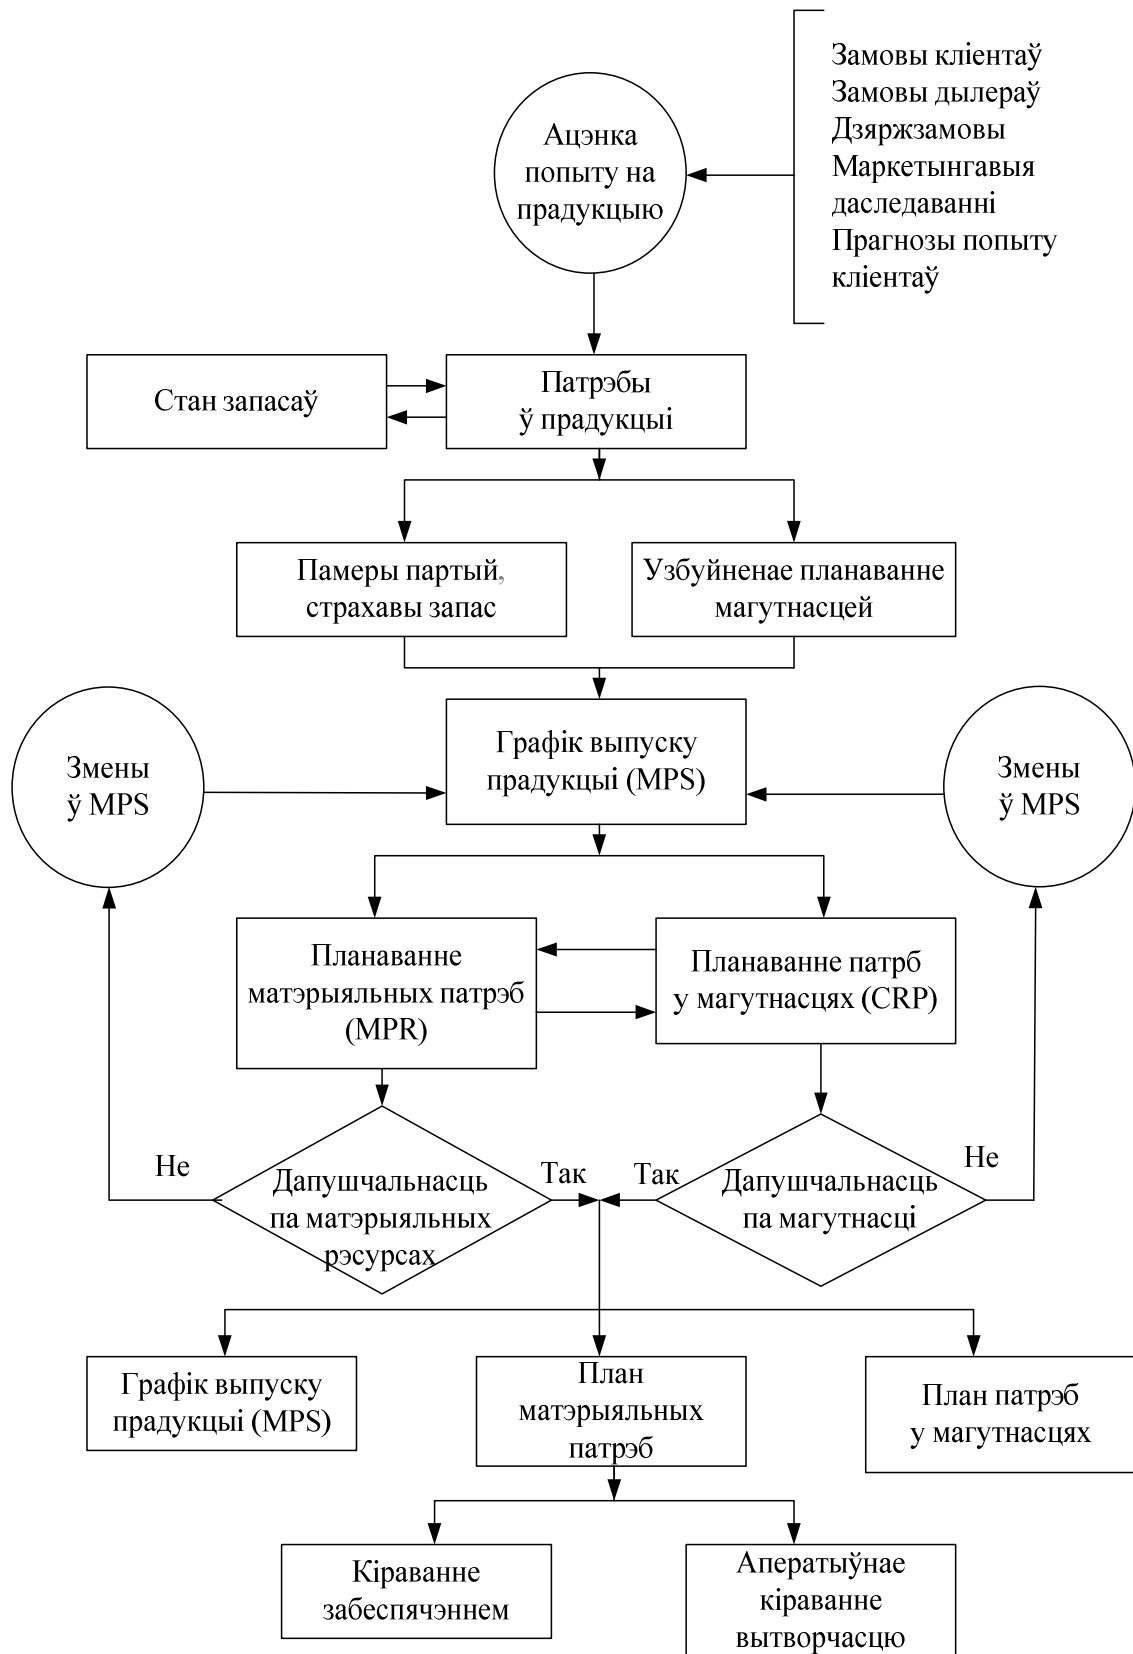 Замовы кліентаў
Замовы дылераў
Дзяржзамовы
Маркетынгавыя
даследаванні
Прагнозы попыту
кліентаў
Ацэнка
попыту на
прадукцыю
Стан запасаў
Патрэбы
ў прадукцыі
Памеры партый,
страхавы запас
Узбуйненае планаванне
магутнасцей
Змены
ў MPS
Графік выпуску
прадукцыі (MPS)
Змены
ў MPS
Планаванне
матэрыяльных патрэб
(MPR)
Планаванне патрб
у магутнасцях (CRP)
Не
Дапушчальнасць
па матэрыяльных
рэсурсах
Так
Так
Дапушчальнасць
па магутнасці
Не
Графік выпуску
прадукцыі (MPS)
План
матэрыяльных
патрэб
План патрэб
у магутнасцях
Кіраванне
забеспячэннем
Аператыўнае
кіраванне
вытворчасцю